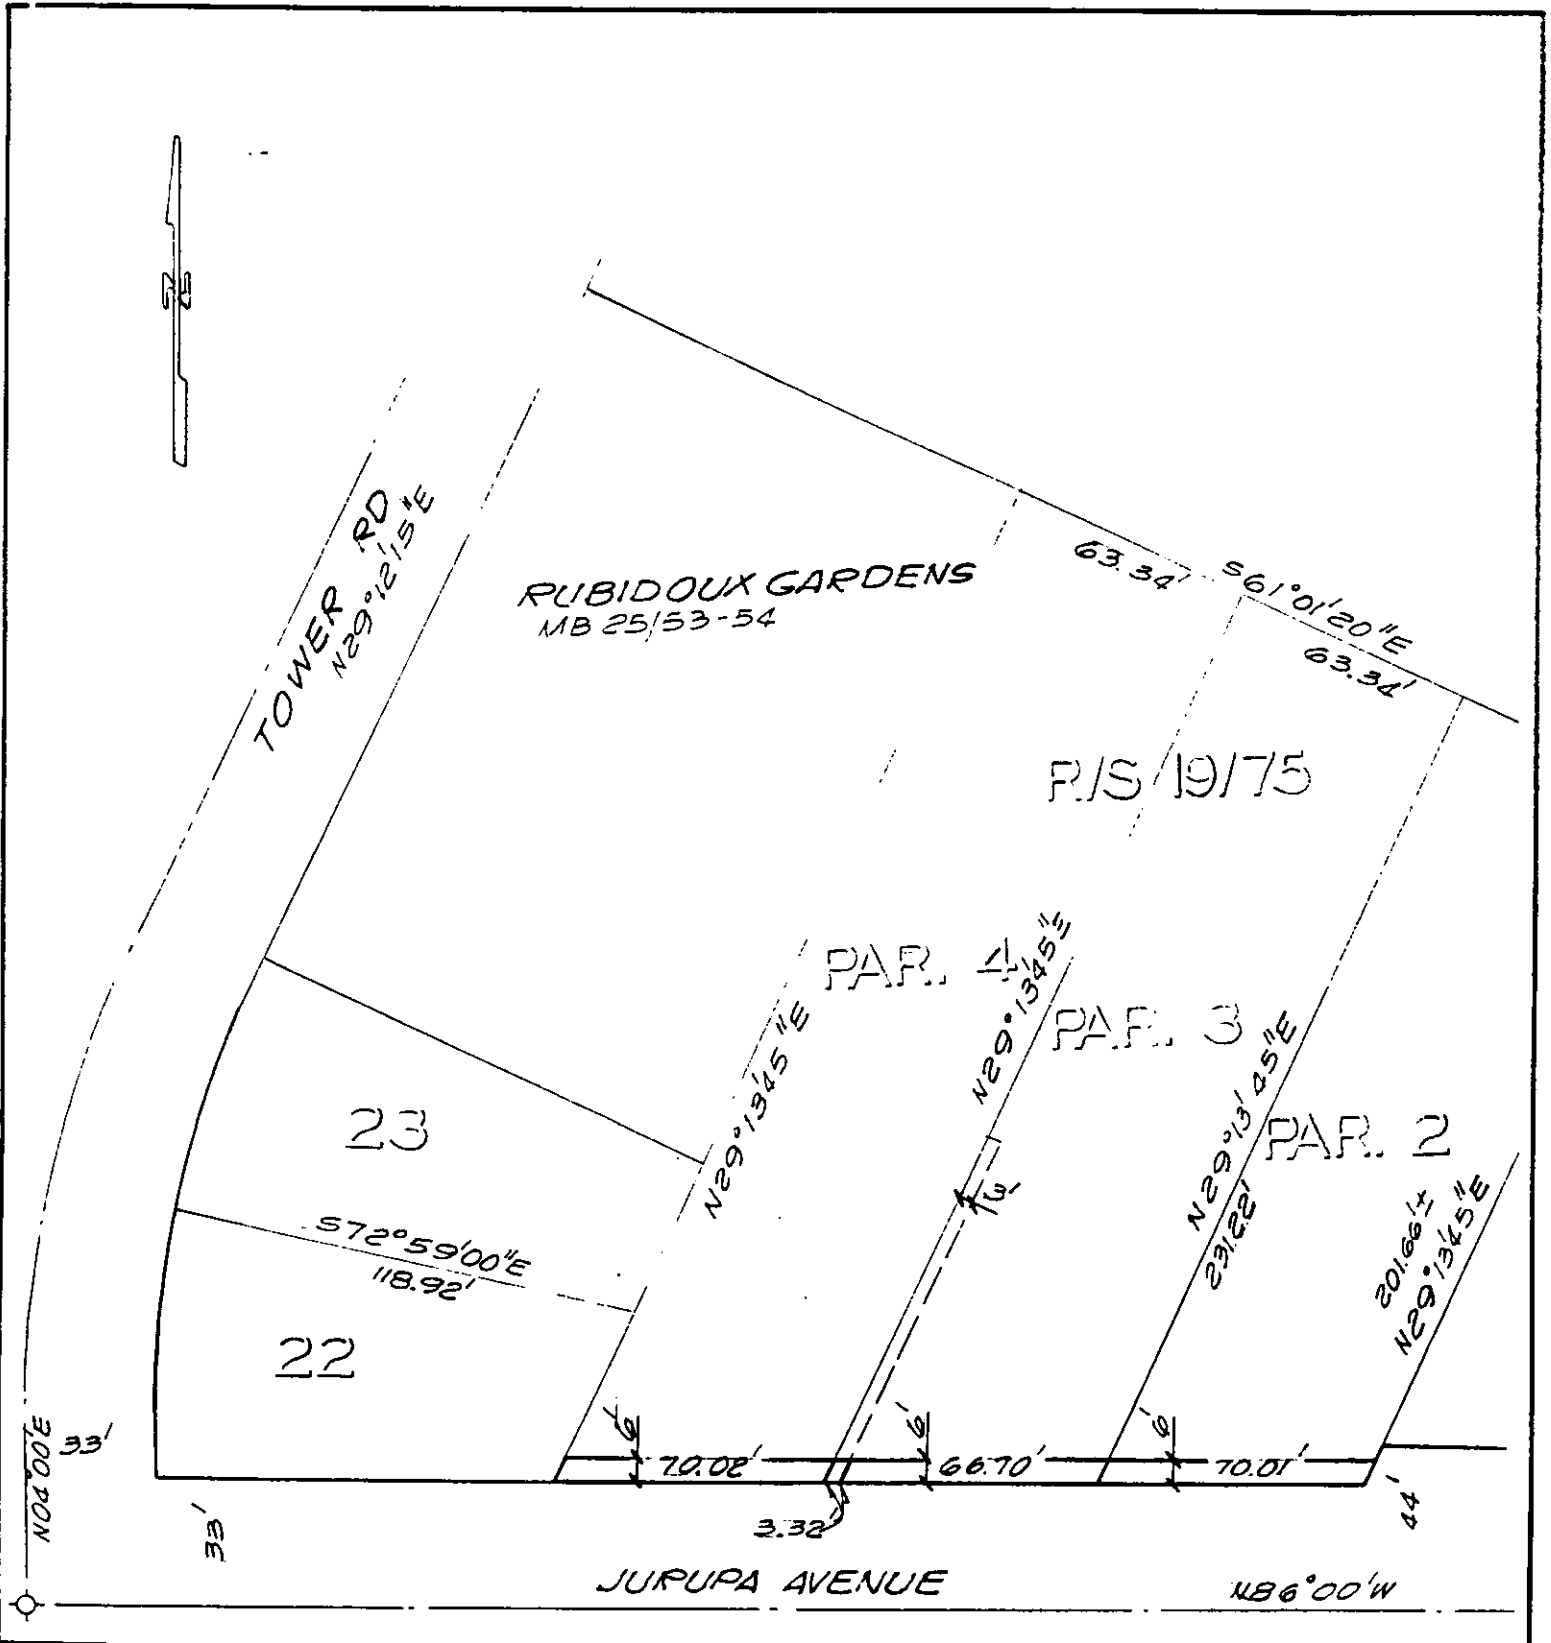 N
TOWER RD
N29°12'15"E
RUBIDOUX GARDENS
MB 25/53-54
63.34'
S61°01'20"E
63.34'
R/S 19/75
PAR. 4
N29°13'45"E
PAR. 3
N29°13'45"E
N29°13'45"E
231.22'
PAR. 2
201.66'±
N29°13'45"E
3'
23
S72°59'00"E
118.92'
22
N04°00'E
33'
33'
6'
70.02'
6'
66.70'
6'
70.01'
44'
3.32'
JURUPA AVENUE
N86°00'W